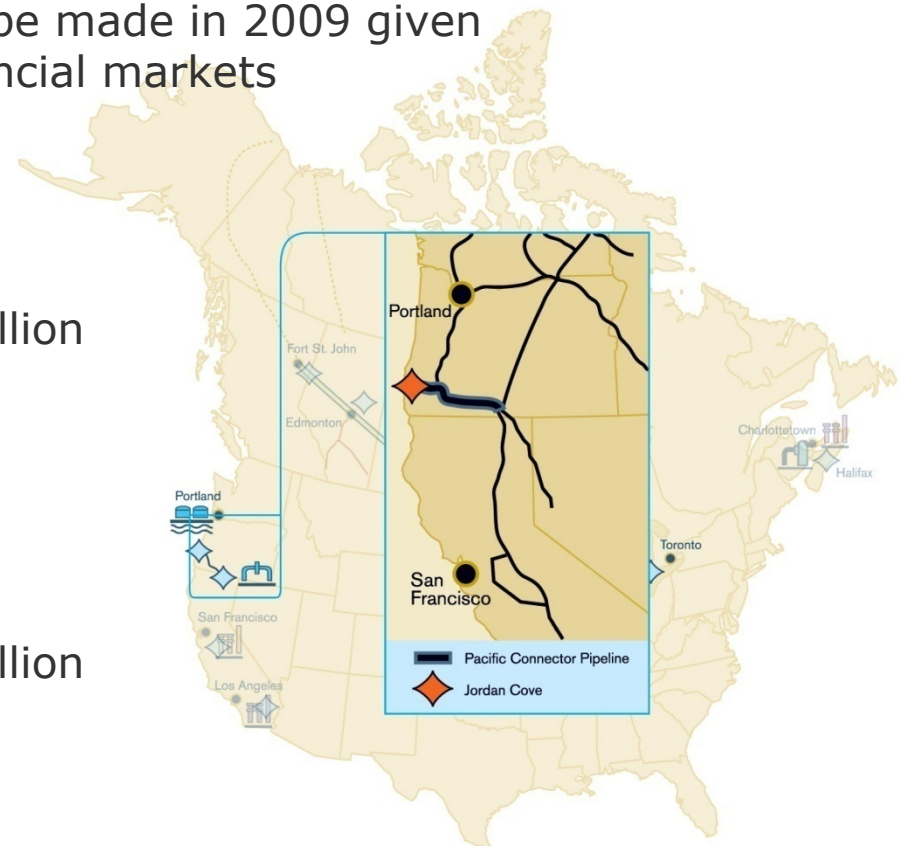 be made in 2009 given
ncial markets
llion
llion
Portland
San
Francisco
Pacific Connector Pipeline
Jordan Cove
Fort St. John
Edmonton
Portland
San Francisco
Los Angeles
Toronto
Charlottetown
Halifax